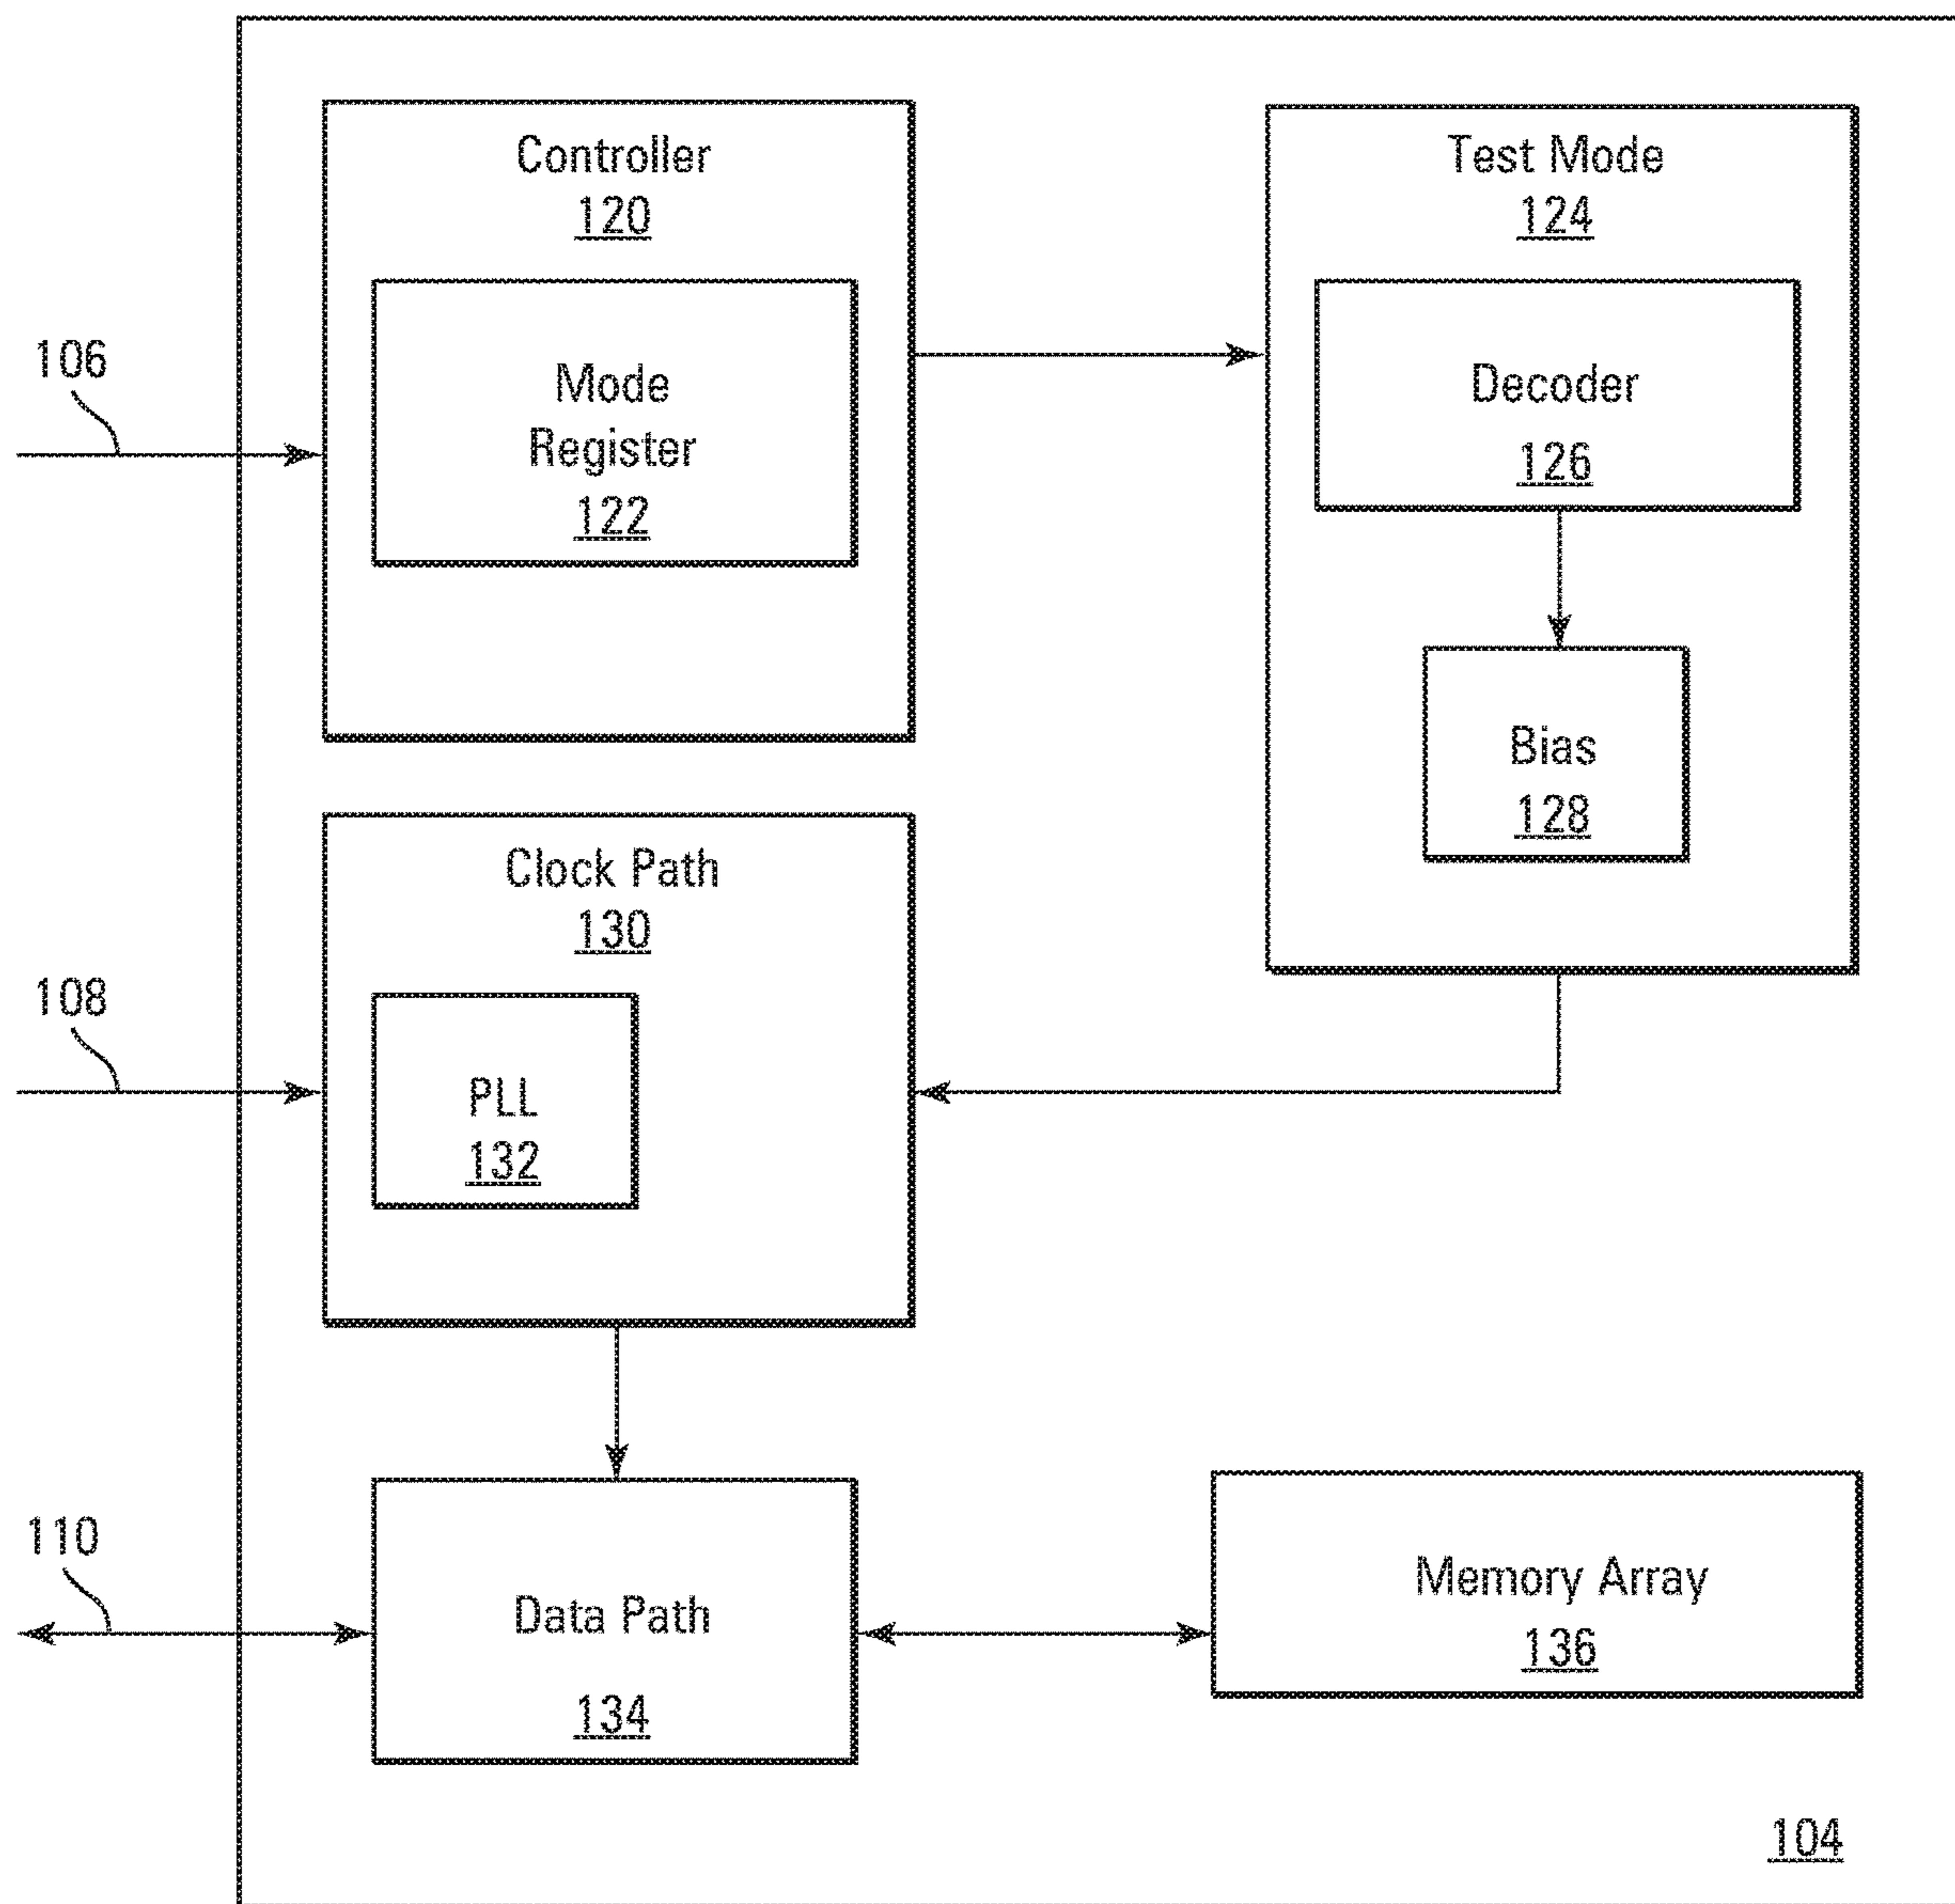 Controller
120
Mode
Register
122
Test Mode
124
Decoder
126
Bias
128
106
Clock Path
130
PLL
132
108
Data Path
134
110
Memory Array
136
104